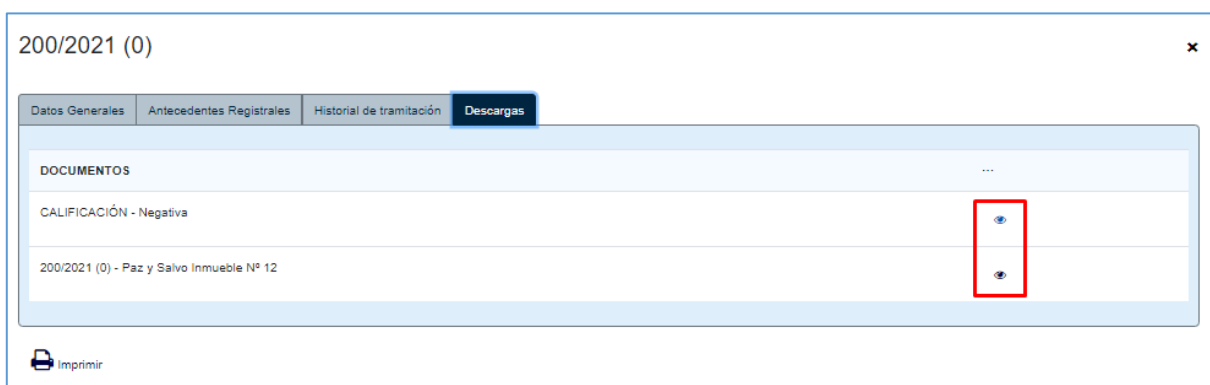 200/2021 (0)
×
Datos Generales Antecedentes Registrales Historial de tramitación Descargas
DOCUMENTOS ...
CALIFICACIÓN - Negativa
200/2021 (0) - Paz y Salvo Inmueble Nº 12
Imprimir